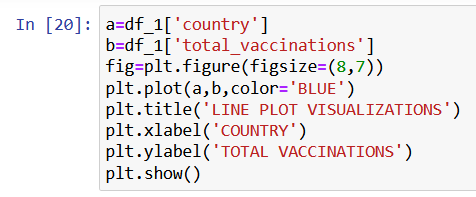 In [20]: a=df_1['country']
b=df_1['total_vaccinations']
fig=plt.figure(figsize=(8,7))
plt.plot(a,b,color='BLUE')
plt.title('LINE PLOT VISUALIZATIONS')
plt.xlabel('COUNTRY')
plt.ylabel('TOTAL VACCINATIONS')
plt.show()